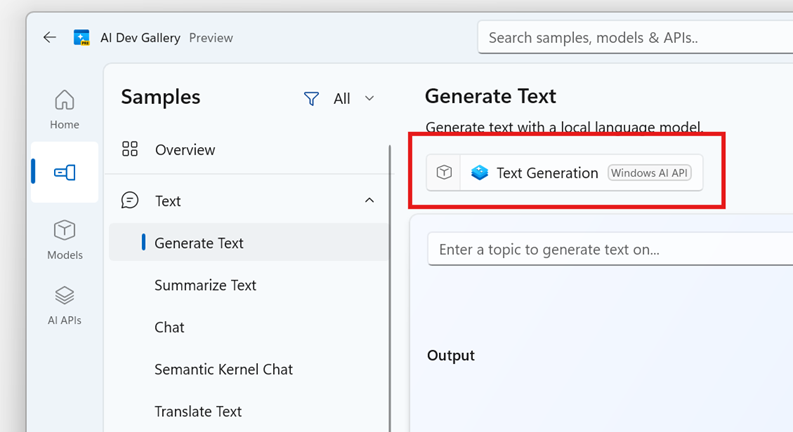 AI Dev Gallery Preview
Search samples, models & APIs..
Home
Models
AI APIs
Samples
All
Overview
Text
Generate Text
Summarize Text
Chat
Semantic Kernel Chat
Translate Text
Generate Text
Generate text with a local language model.
Text Generation Windows AI API
Enter a topic to generate text on...
Output